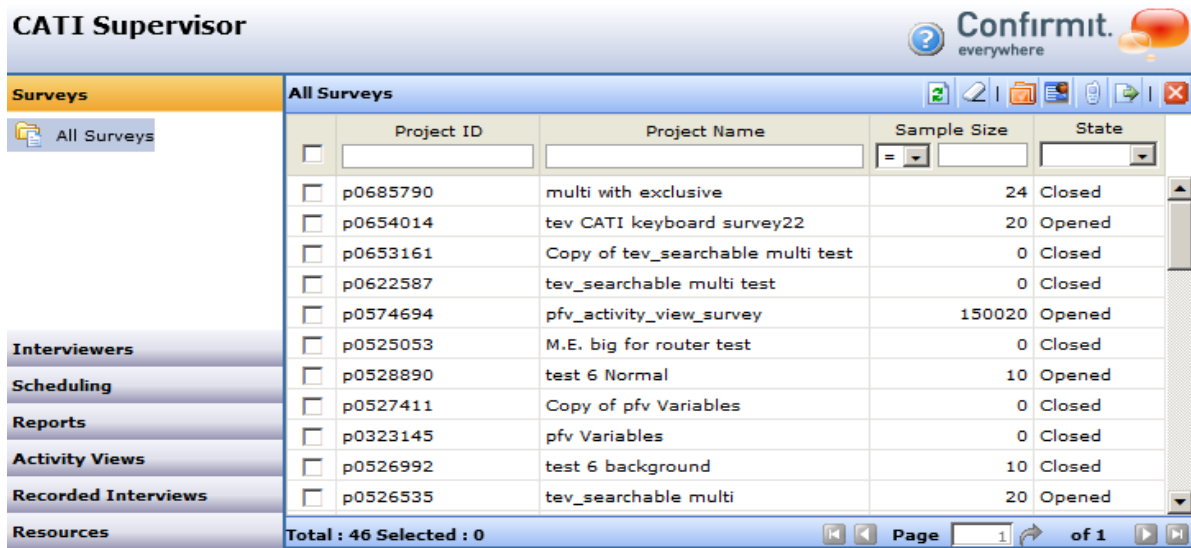 CATI Supervisor
? Confirmit.
everywhere
Surveys
All Surveys
All Surveys
Project ID Project Name Sample Size State
=
p0685790 multi with exclusive 24 Closed
p0654014 tev CATI keyboard survey22 20 Opened
p0653161 Copy of tev_searchable multi test 0 Closed
p0622587 tev_searchable multi test 0 Closed
p0574694 pfv_activity_view_survey 150020 Opened
Interviewers
p0525053 M.E. big for router test 0 Closed
Scheduling
p0528890 test 6 Normal 10 Opened
Reports
p0527411 Copy of pfv Variables 0 Closed
p0323145 pfv Variables 0 Closed
Activity Views
p0526992 test 6 background 10 Closed
Recorded Interviews
p0526535 tev_searchable multi 20 Opened
Resources
Total : 46 Selected : 0 Page 1 of 1